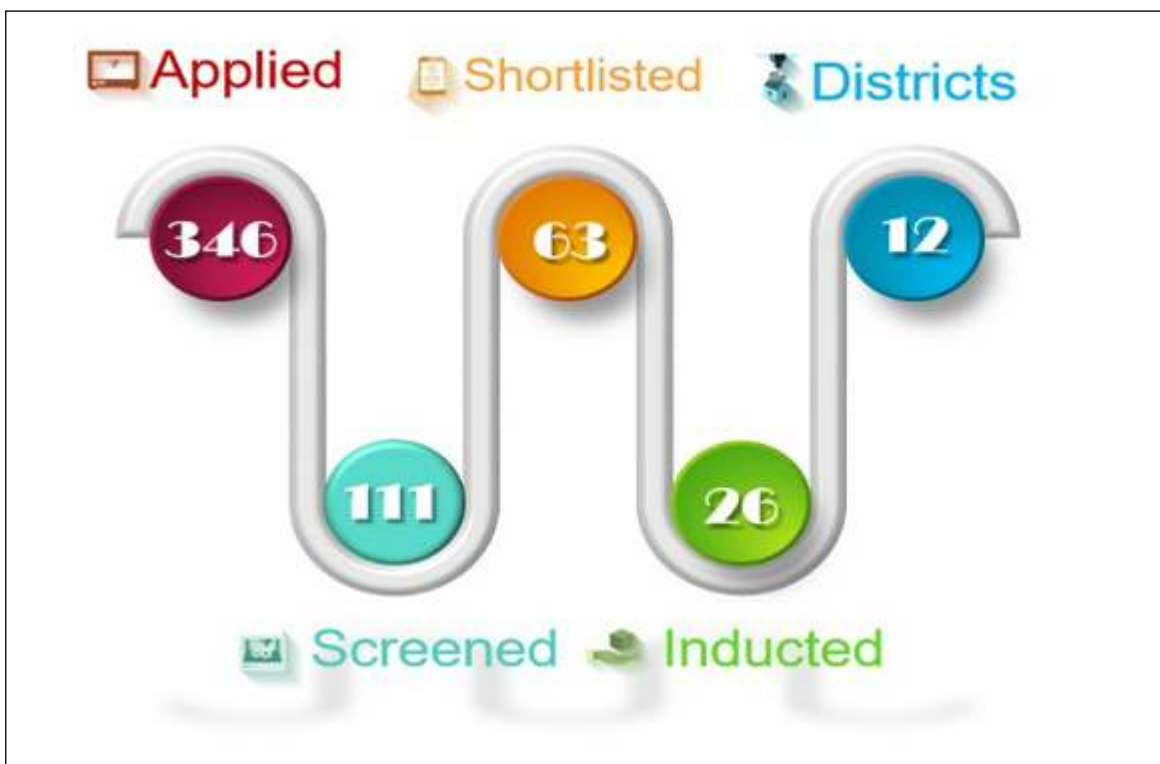 Applied
Shortlisted
Districts
346
63
12
111
26
Screened
Inducted